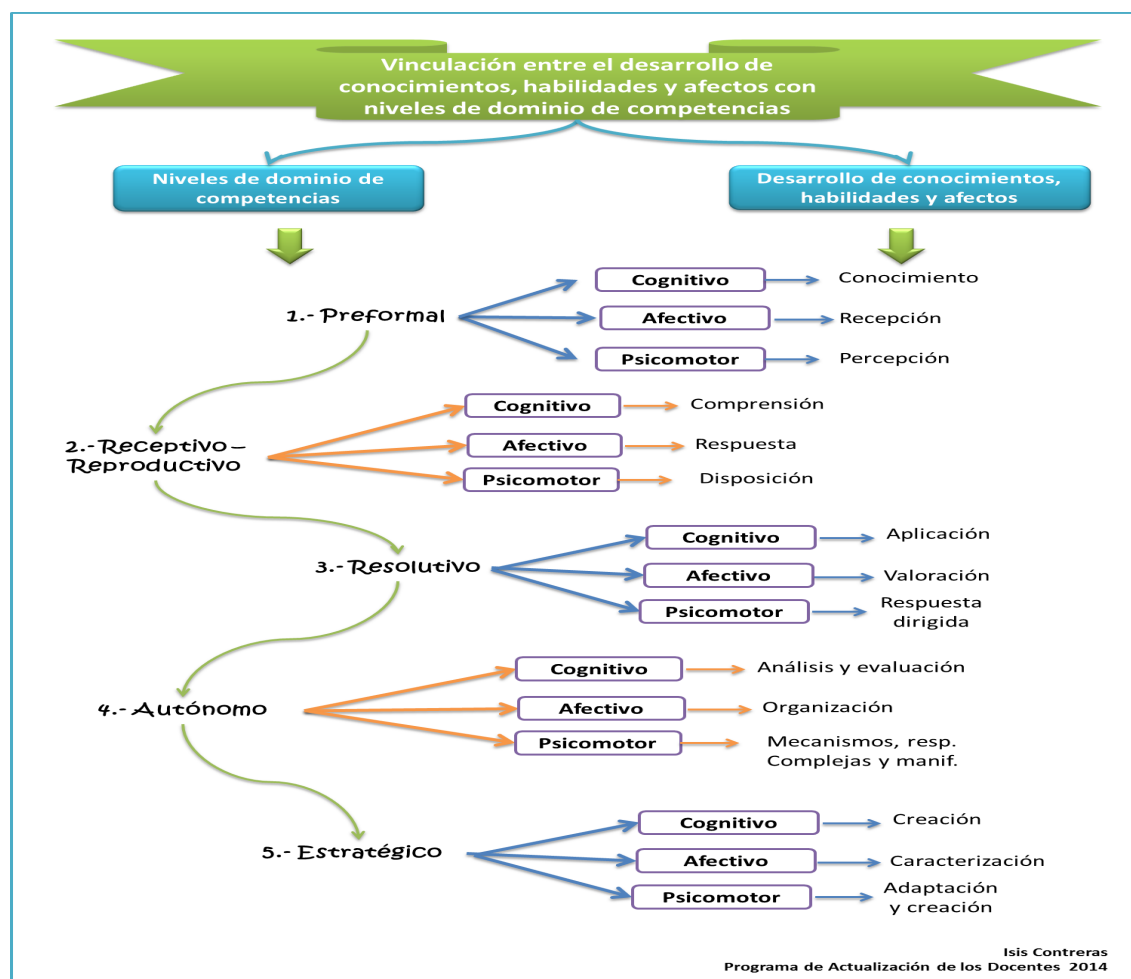 Vinculación entre el desarrollo de
conocimientos, habilidades y afectos con
niveles de dominio de competencias
Niveles de dominio de
competencias
Desarrollo de conocimientos,
habilidades y afectos
1.- Preformal
Cognitivo
Conocimiento
Afectivo
Recepción
Psicomotor
Percepción
2.- Receptivo –
Reproductivo
Cognitivo
Comprensión
Afectivo
Respuesta
Psicomotor
Disposición
3.- Resolutivo
Cognitivo
Aplicación
Afectivo
Valoración
Psicomotor
Respuesta
dirigida
4.- Autónomo
Cognitivo
Análisis y evaluación
Afectivo
Organización
Psicomotor
Mecanismos, resp.
Complejas y manif.
5.- Estratégico
Cognitivo
Creación
Afectivo
Caracterización
Psicomotor
Adaptación
y creación
Isis Contreras
Programa de Actualización de los Docentes 2014